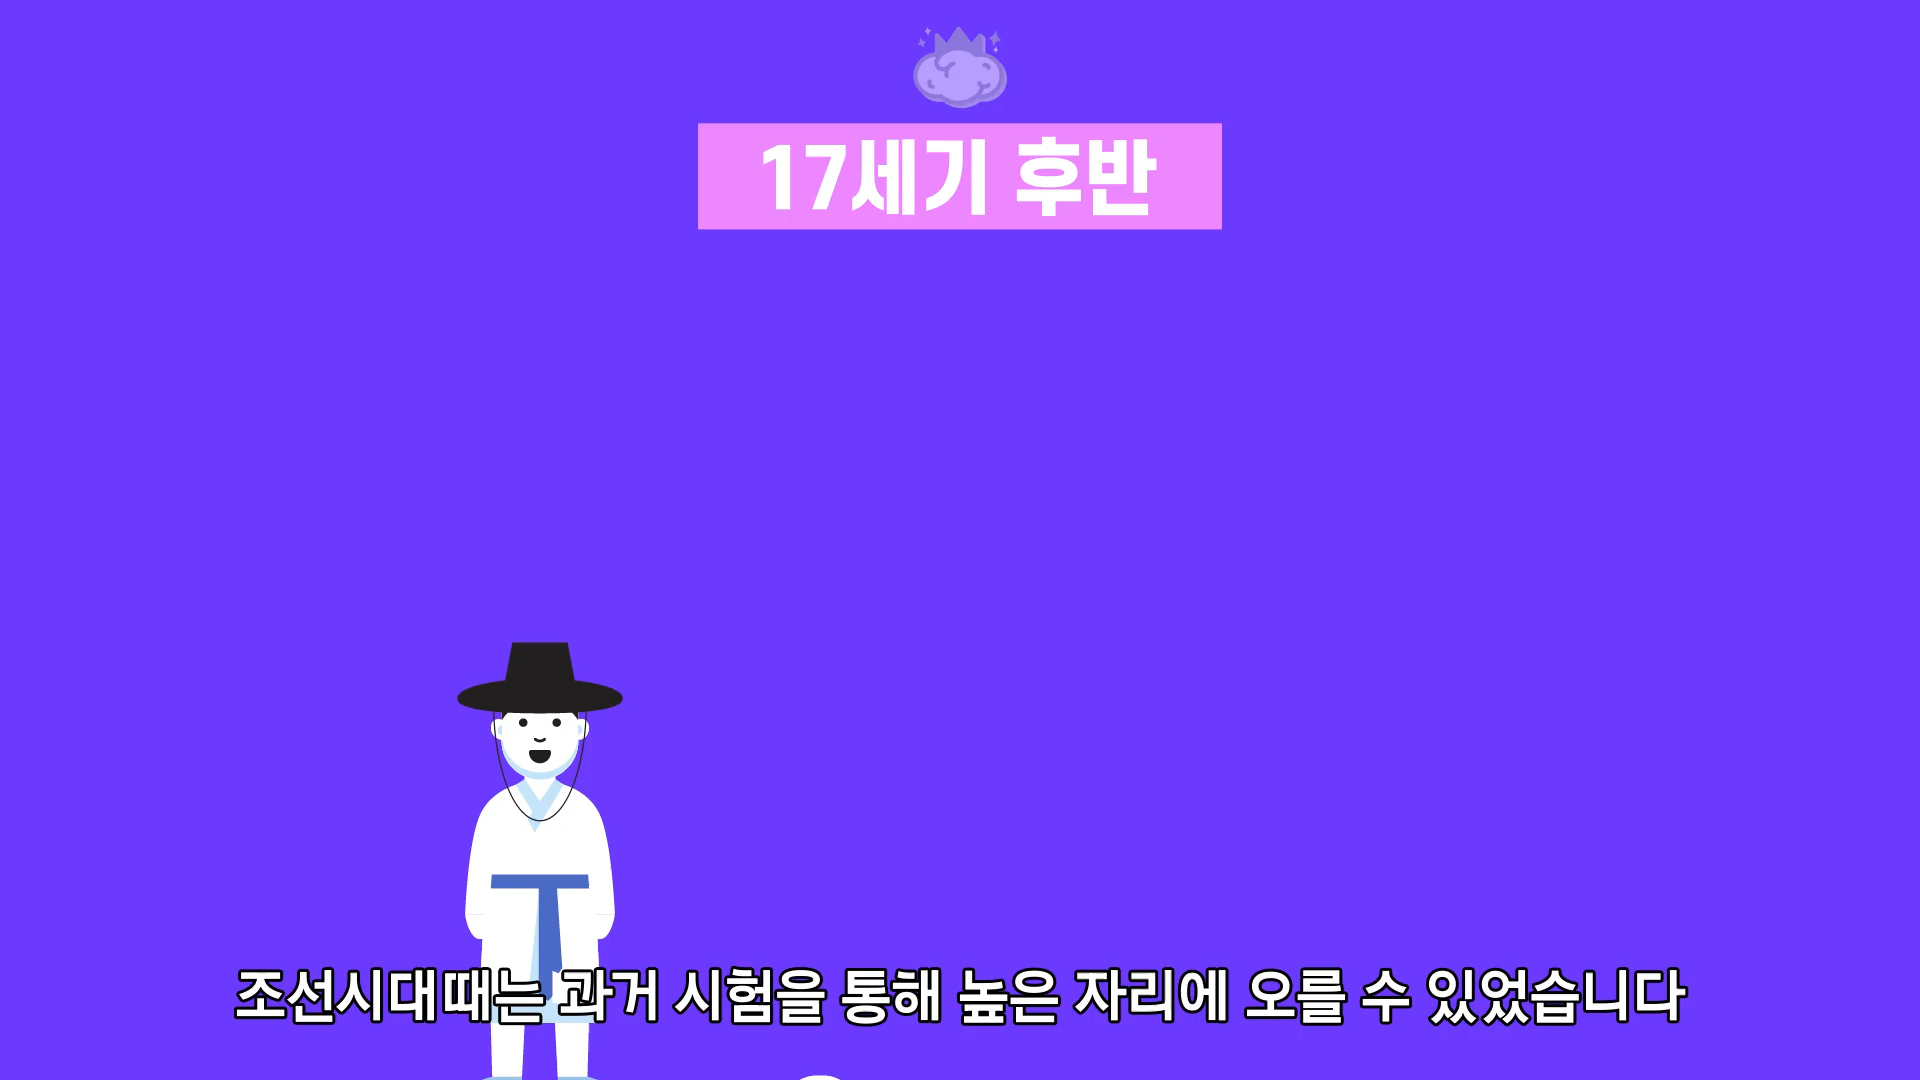 17세기 후반
조선시대때는 과거 시험을 통해 높은 자리에 오를 수 있었습니다